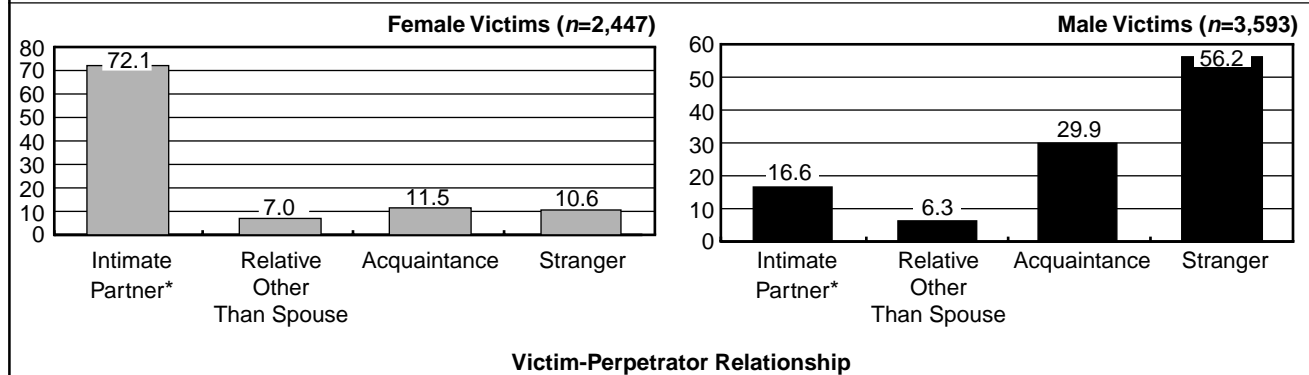 Female Victims (n=2,447)
80
70
60
50
40
30
20
10
0
72.1
7.0
11.5
10.6
Intimate
Partner*
Relative
Other
Than Spouse
Acquaintance
Stranger
Male Victims (n=3,593)
60
50
40
30
20
10
0
16.6
6.3
29.9
56.2
Intimate
Partner*
Relative
Other
Than Spouse
Acquaintance
Stranger
Victim-Perpetrator Relationship